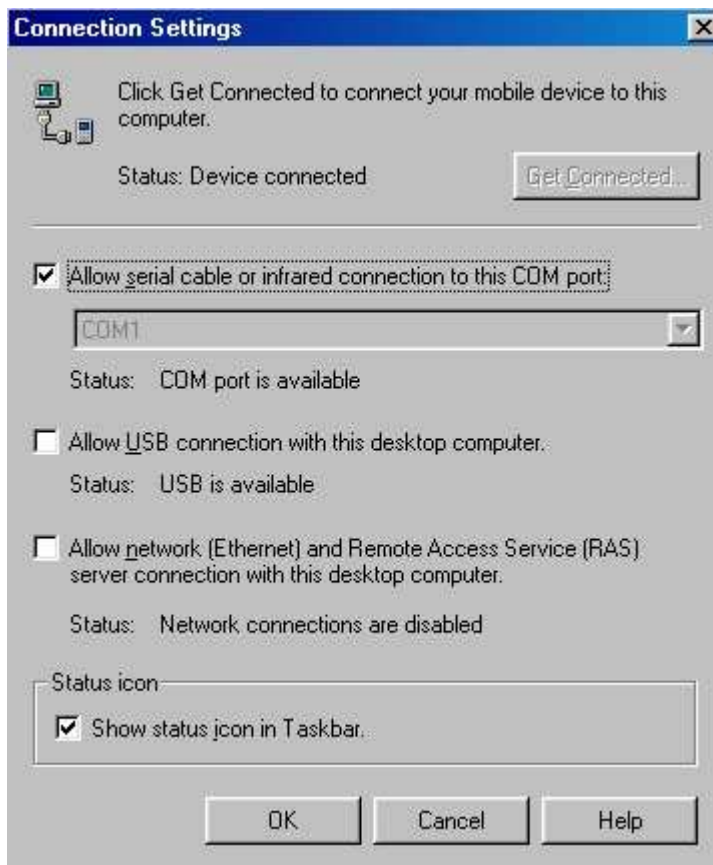 Connection Settings
Click Get Connected to connect your mobile device to this
computer.
Status: Device connected
Get Connected...
Allow serial cable or infrared connection to this COM port:
COM1
Status: COM port is available
Allow USB connection with this desktop computer.
Status: USB is available
Allow network (Ethernet) and Remote Access Service (RAS)
server connection with this desktop computer.
Status: Network connections are disabled
Status icon
Show status icon in Taskbar.
OK Cancel Help